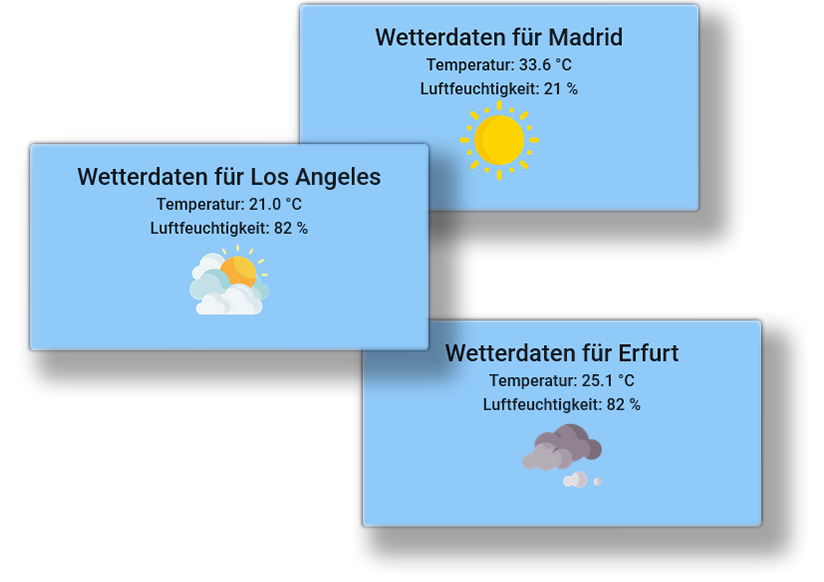 Wetterdaten für Madrid
Temperatur: 33.6 °C
Luftfeuchtigkeit: 21 %
Wetterdaten für Los Angeles
Temperatur: 21.0 °C
Luftfeuchtigkeit: 82 %
Wetterdaten für Erfurt
Temperatur: 25.1 °C
Luftfeuchtigkeit: 82 %